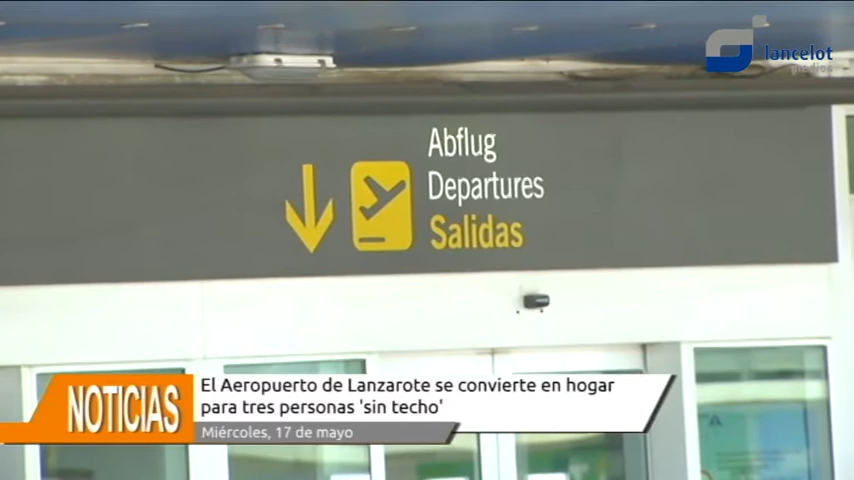 lancelot
medios
Abflug
Departures
Salidas
NOTICIAS
El Aeropuerto de Lanzarote se convierte en hogar
para tres personas 'sin techo'
Miércoles, 17 de mayo